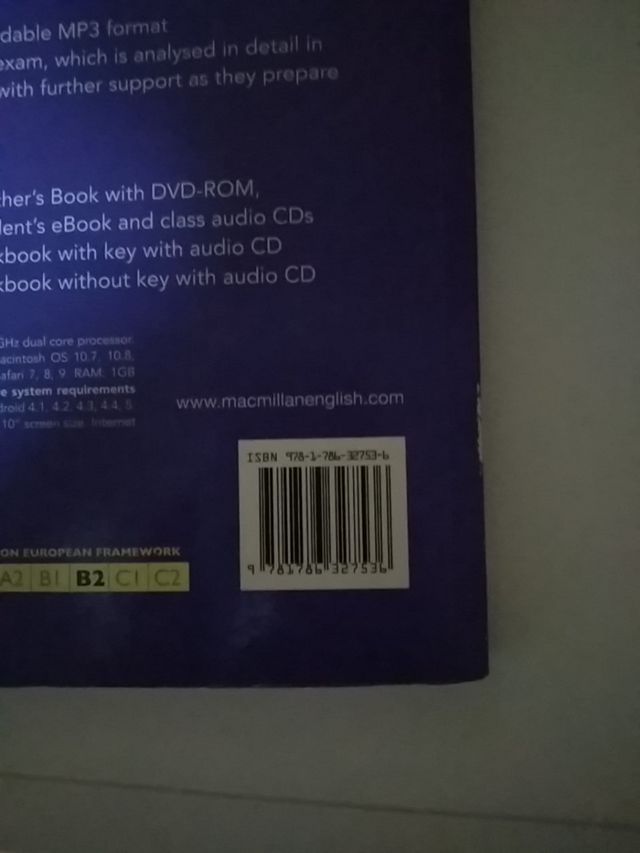 dable MP3 format
exam, which is analysed in detail in
with further support as they prepare
cher's Book with DVD-ROM,
dent's eBook and class audio CDs
kbook with key with audio CD
kbook without key with audio CD
GHz dual core processor.
acintosh OS 10.7, 10.8,
afari 7, 8, 9. RAM: 1GB
e system requirements
droid 4.1, 4.2, 4.3, 4.4, 5.
10" screen size. Internet
www.macmillanenglish.com
ISBN 978-1-786-32753-6
9 781786 327536
ON EUROPEAN FRAMEWORK
A2 B1 B2 C1 C2